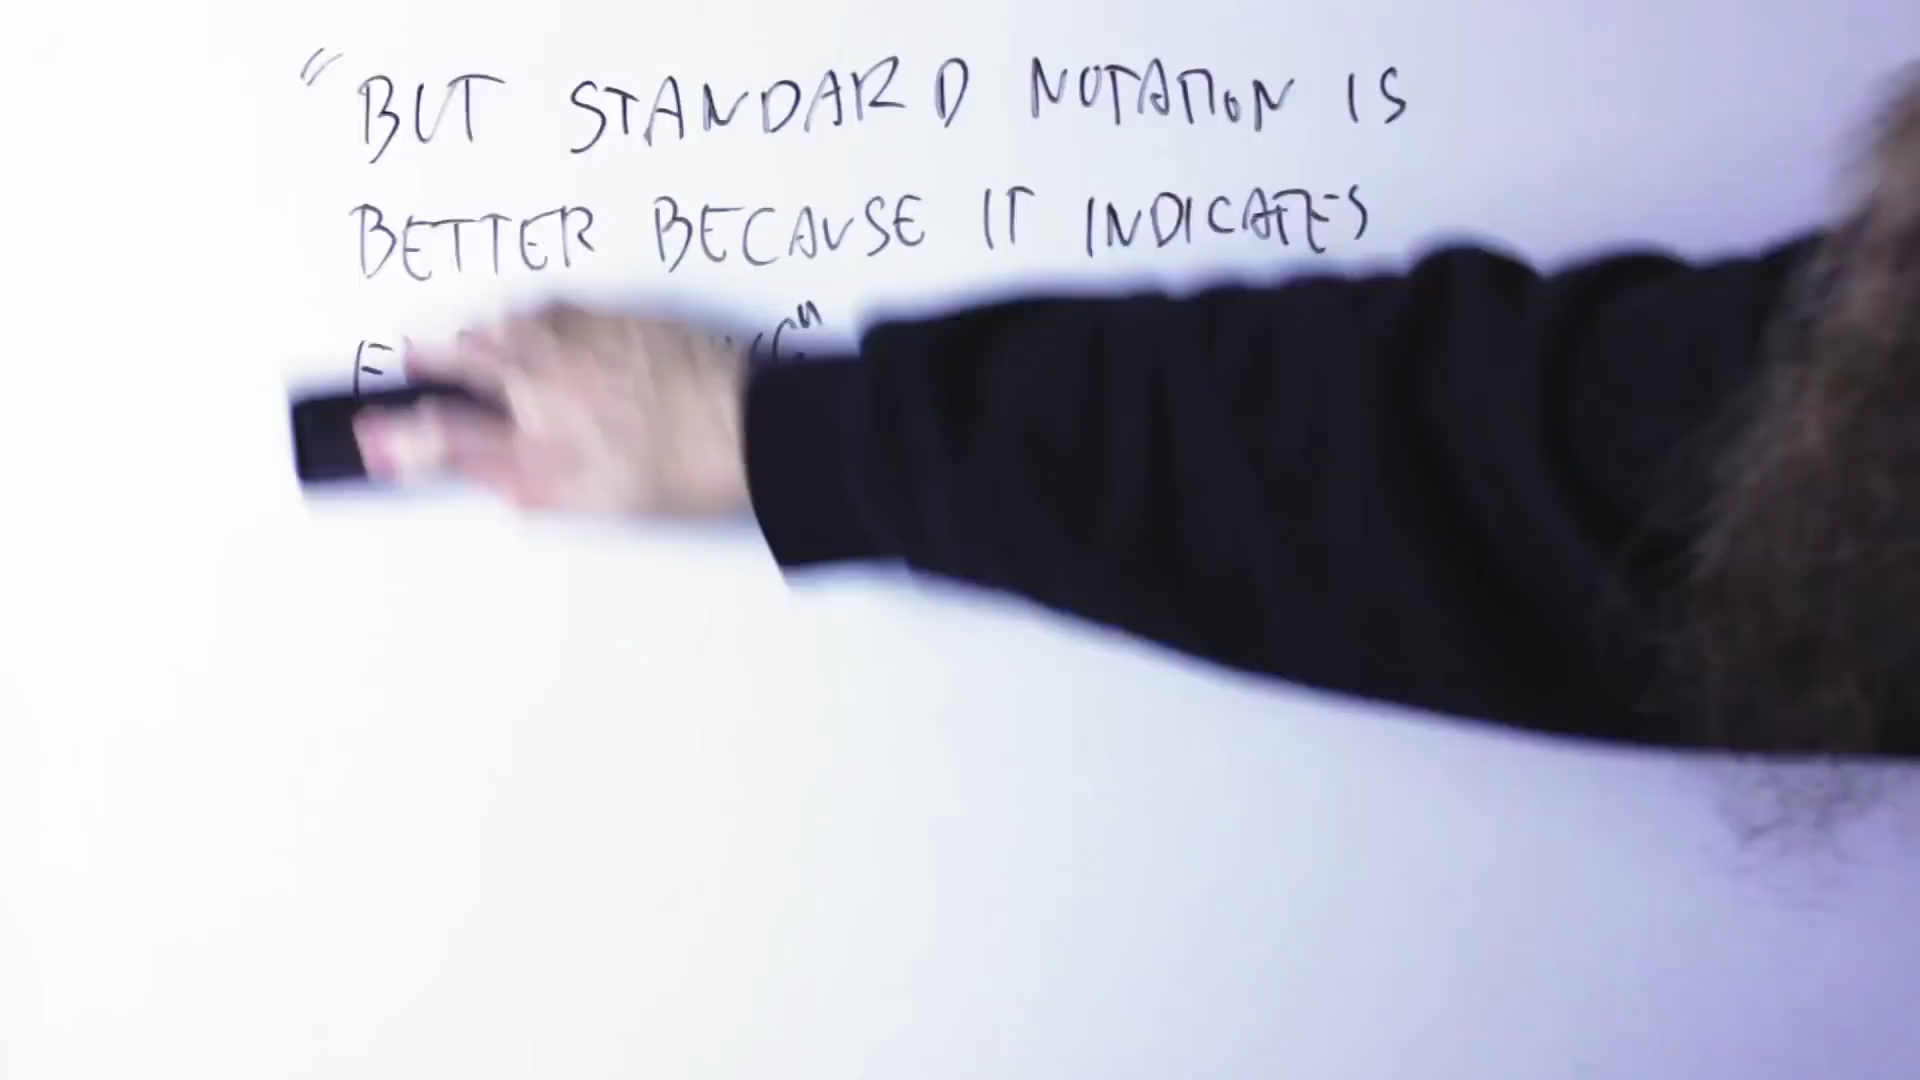 "BUT STANDARD NOTATION IS
BETTER BECAUSE IT INDICATES